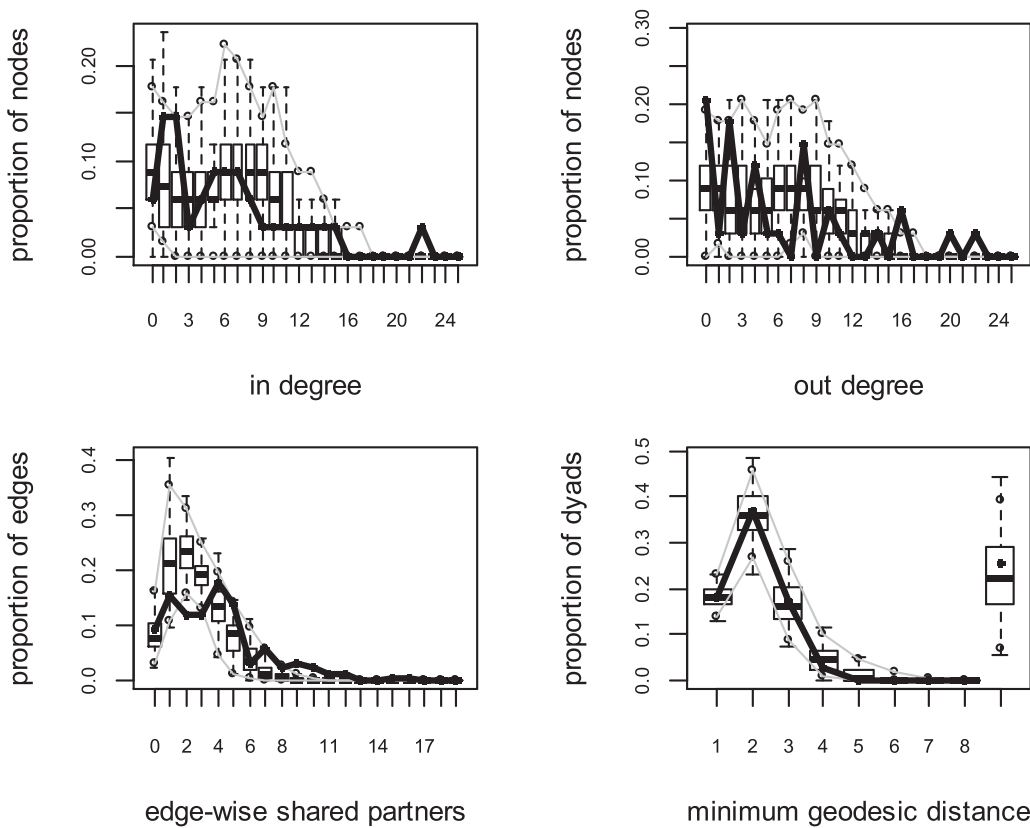 proportion of nodes
0.00 0.10 0.20
0 3 6 9 12 16 20 24
in degree
proportion of nodes
0.00 0.10 0.20 0.30
0 3 6 9 12 16 20 24
out degree
proportion of edges
0.0 0.1 0.2 0.3 0.4
0 2 4 6 8 11 14 17
edge-wise shared partners
proportion of dyads
0.0 0.1 0.2 0.3 0.4 0.5
1 2 3 4 5 6 7 8
minimum geodesic distance